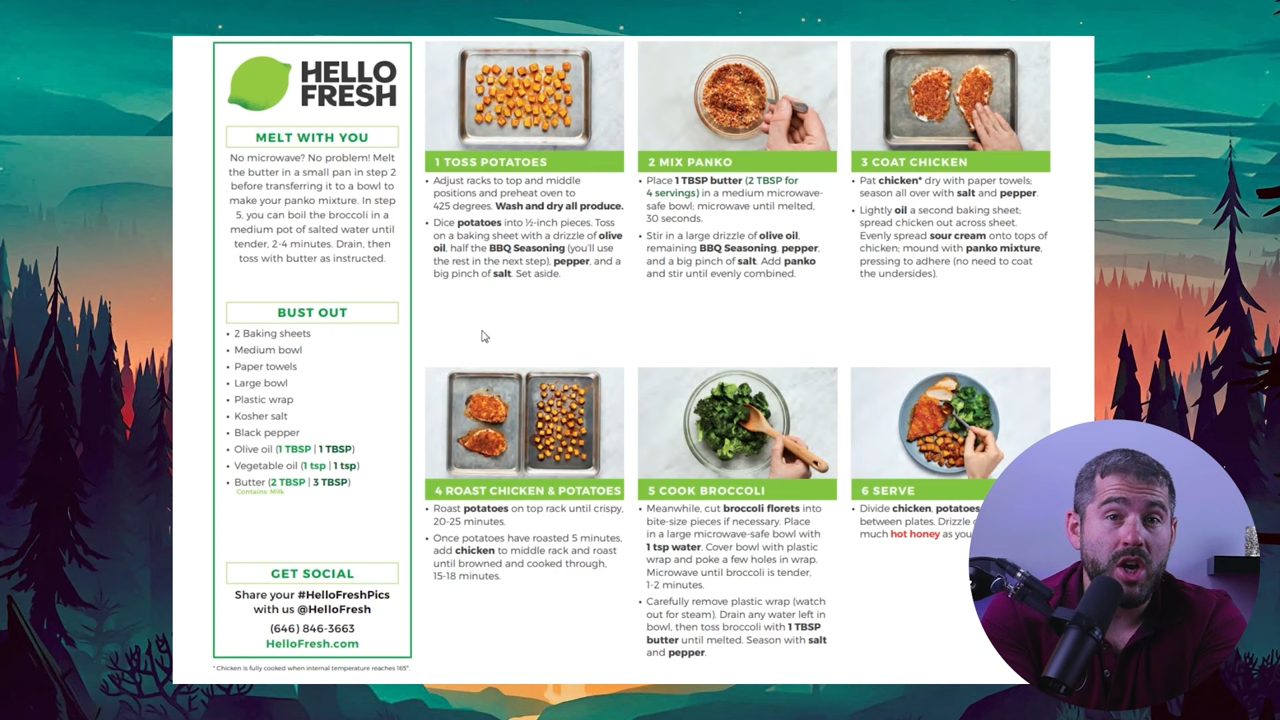 HELLO
FRESH
MELT WITH YOU
No microwave? No problem! Melt
the butter in a small pan in step 2
before transferring it to a bowl to
make your panko mixture. In step
5, you can boil the broccoli in a
medium pot of salted water until
tender, 2-4 minutes. Drain, then
toss with butter as instructed.
BUST OUT
• 2 Baking sheets
• Medium bowl
• Paper towels
• Large bowl
• Plastic wrap
• Kosher salt
• Black pepper
• Olive oil (1 TBSP | 1 TBSP)
• Vegetable oil (1 tsp | 1 tsp)
• Butter (2 TBSP | 3 TBSP)
Contains: Milk
GET SOCIAL
Share your #HelloFreshPics
with us @HelloFresh
(646) 846-3663
HelloFresh.com
* Chicken is fully cooked when internal temperature reaches 165°.
1 TOSS POTATOES
• Adjust racks to top and middle
positions and preheat oven to
425 degrees. Wash and dry all produce.
• Dice potatoes into ½-inch pieces. Toss
on a baking sheet with a drizzle of olive
oil, half the BBQ Seasoning (you'll use
the rest in the next step), pepper, and a
big pinch of salt. Set aside.
2 MIX PANKO
• Place 1 TBSP butter (2 TBSP for
4 servings) in a medium microwave-
safe bowl; microwave until melted,
30 seconds.
• Stir in a large drizzle of olive oil,
remaining BBQ Seasoning, pepper,
and a big pinch of salt. Add panko
and stir until evenly combined.
3 COAT CHICKEN
• Pat chicken* dry with paper towels;
season all over with salt and pepper.
• Lightly oil a second baking sheet;
spread chicken out across sheet.
Evenly spread sour cream onto tops of
chicken; mound with panko mixture,
pressing to adhere (no need to coat
the undersides).
4 ROAST CHICKEN & POTATOES
• Roast potatoes on top rack until crispy,
20-25 minutes.
• Once potatoes have roasted 5 minutes,
add chicken to middle rack and roast
until browned and cooked through,
15-18 minutes.
5 COOK BROCCOLI
• Meanwhile, cut broccoli florets into
bite-size pieces if necessary. Place
in a large microwave-safe bowl with
1 tsp water. Cover bowl with plastic
wrap and poke a few holes in wrap.
Microwave until broccoli is tender,
1-2 minutes.
• Carefully remove plastic wrap (watch
out for steam). Drain any water left in
bowl, then toss broccoli with 1 TBSP
butter until melted. Season with salt
and pepper.
6 SERVE
• Divide chicken, potatoes
between plates. Drizzle
much hot honey as you